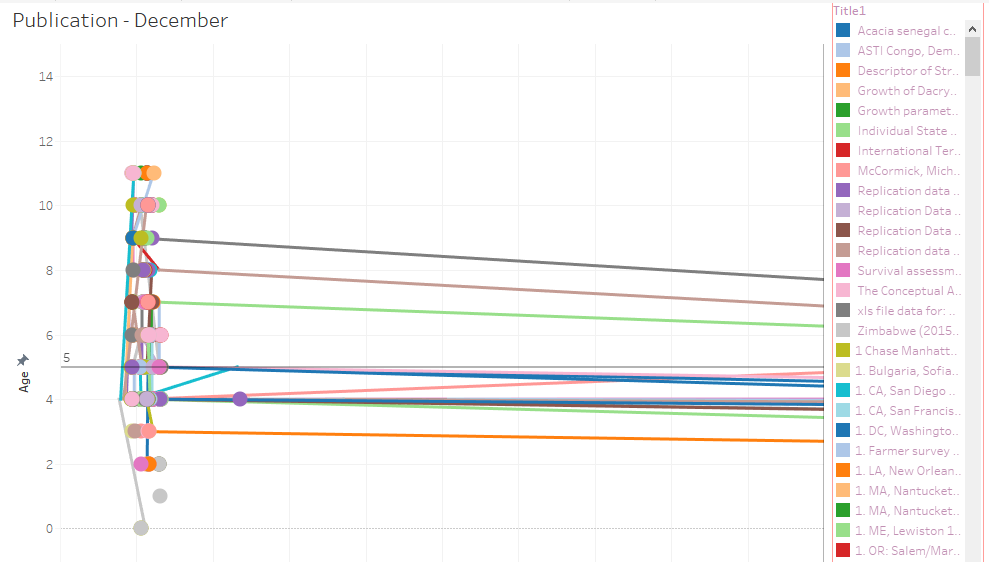 Publication - December
14
12
10
8
6
5
4
2
0
Age
Title1
Acacia senegal c..
ASTI Congo, Dem..
Descriptor of Str..
Growth of Dacry..
Growth paramet..
Individual State ..
International Ter..
McCormick, Mich..
Replication data ..
Replication Data ..
Replication Data ..
Replication data ..
Survival assessm..
The Conceptual A..
xls file data for: ..
Zimbabwe (2015..
1 Chase Manhatt..
1. Bulgaria, Sofia..
1. CA, San Diego ..
1. CA, San Francis..
1. DC, Washingto..
1. Farmer survey ..
1. LA, New Orlean..
1. MA, Nantucket..
1. MA, Nantucket..
1. ME, Lewiston 1..
1. OR: Salem/Mar..